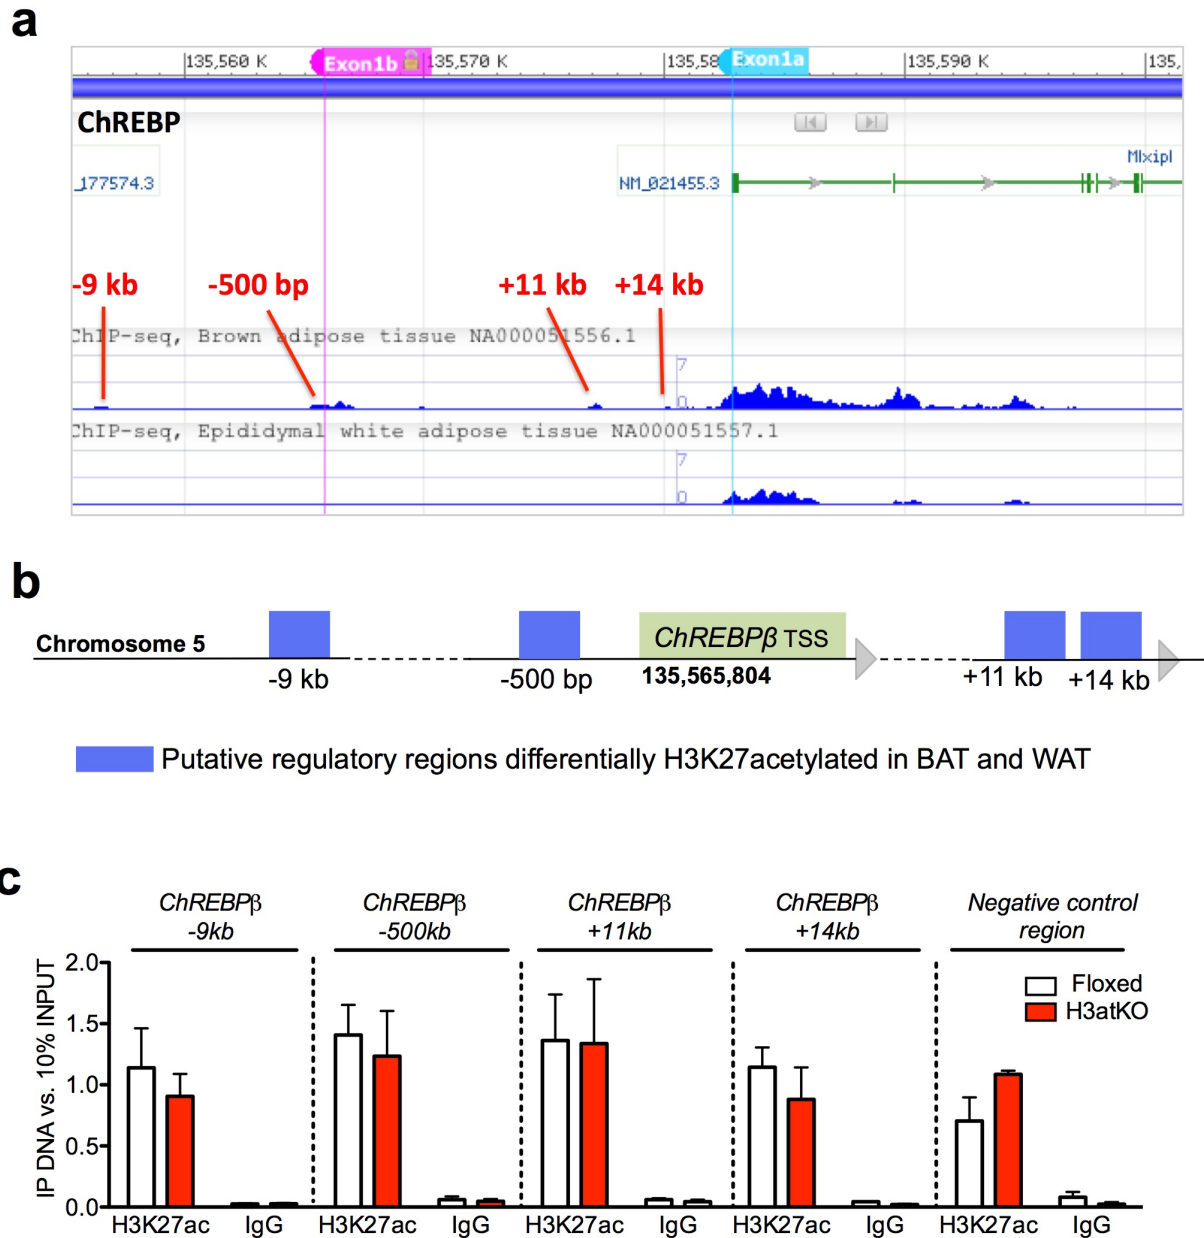 a
135,560 K
Exon1b
135,570 K
135,58
Exon1a
135,590 K
135,
ChREBP
Mlxipl
_177574.3
NM_021455.3
-9 kb
-500 bp
+11 kb
+14 kb
ChIP-seq, Brown adipose tissue NA000051556.1
7
0
ChIP-seq, Epididymal white adipose tissue NA000051557.1
7
0
b
Chromosome 5
ChREBPβ TSS
-9 kb
-500 bp
135,565,804
+11 kb
+14 kb
Putative regulatory regions differentially H3K27acetylated in BAT and WAT
c
ChREBPβ
-9kb
ChREBPβ
-500kb
ChREBPβ
+11kb
ChREBPβ
+14kb
Negative control
region
IP DNA vs. 10% INPUT
2.0
1.5
1.0
0.5
0.0
Floxed
H3atKO
H3K27ac IgG H3K27ac IgG H3K27ac IgG H3K27ac IgG H3K27ac IgG